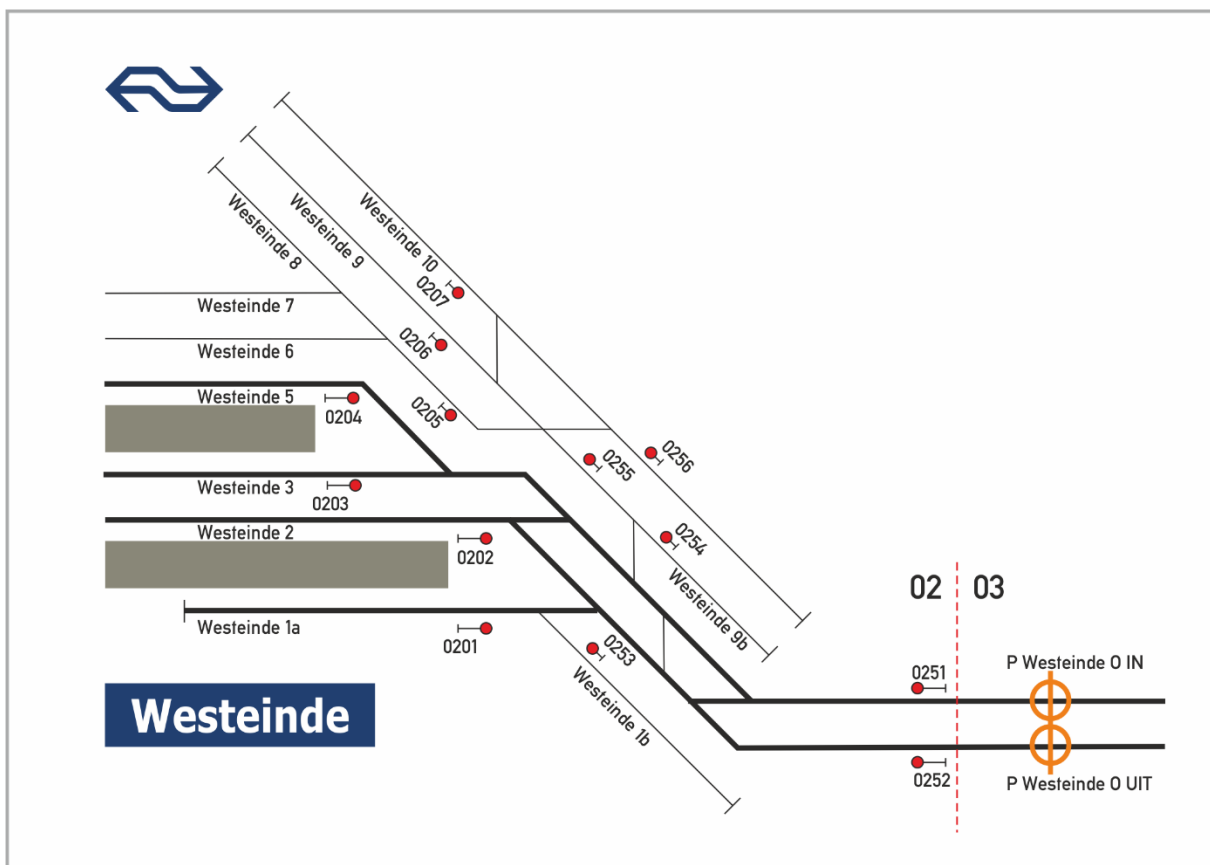 Westeinde 10
Westeinde 9
Westeinde 8
0207
Westeinde 7
0206
Westeinde 6
Westeinde 5
0204
0205
0255
0256
Westeinde 3
0203
Westeinde 2
0202
0254
02
03
Westeinde 9b
Westeinde 1a
0201
0253
0251
P Westeinde O IN
Westeinde
Westeinde 1b
0252
P Westeinde O UIT